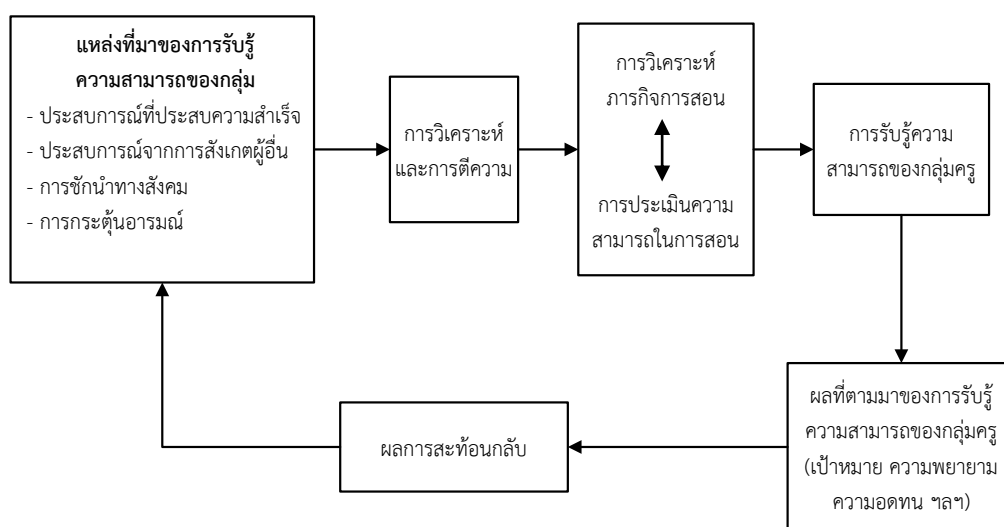 แหล่งที่มาของการรับรู้
ความสามารถของกลุ่ม
- ประสบการณ์ที่ประสบความสำเร็จ
- ประสบการณ์จากการสังเกตผู้อื่น
- การชักนำทางสังคม
- การกระตุ้นอารมณ์
การวิเคราะห์
และการตีความ
การวิเคราะห์
ภารกิจการสอน
การประเมินความ
สามารถในการสอน
การรับรู้ความ
สามารถของกลุ่มครู
ผลที่ตามมาของการรับรู้
ความสามารถของกลุ่มครู
(เป้าหมาย ความพยายาม
ความอดทน ฯลฯ)
ผลการสะท้อนกลับ